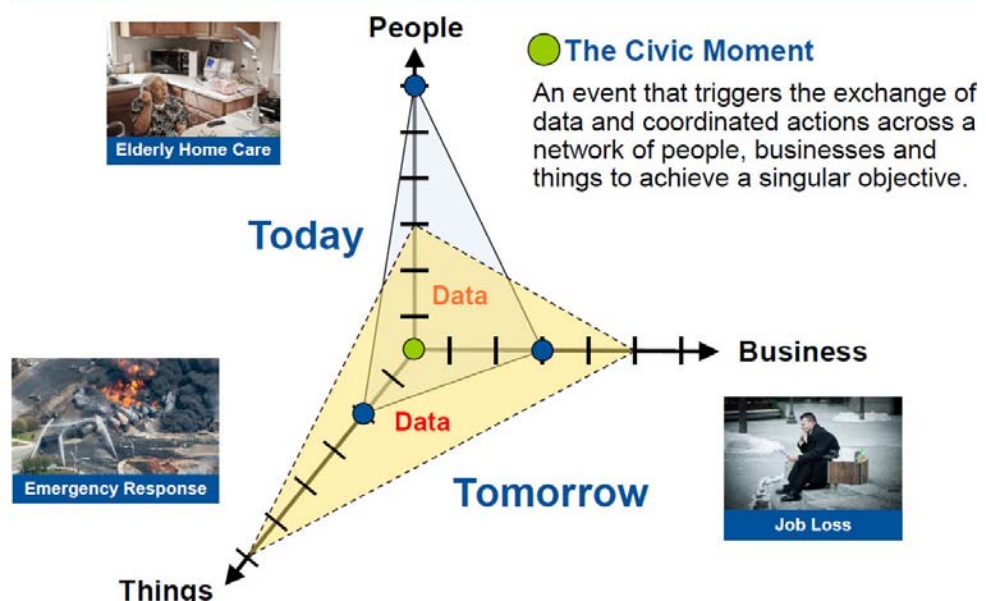 People
The Civic Moment
An event that triggers the exchange of
data and coordinated actions across a
network of people, businesses and
things to achieve a singular objective.
Elderly Home Care
Today
Data
Business
Data
Emergency Response
Tomorrow
Job Loss
Things